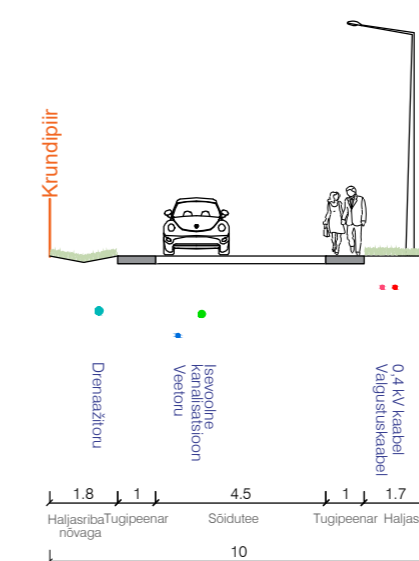 Krundipiir
Drenaažitoru
Veetoru
Isevoolne
kanalisatsioon
Valgustuskaabel
0,4 kV kaabel
1.8 1 4.5 1 1.7
Haljasriba Tugipeenar Sõidutee Tugipeenar Haljas
nõvaga
10